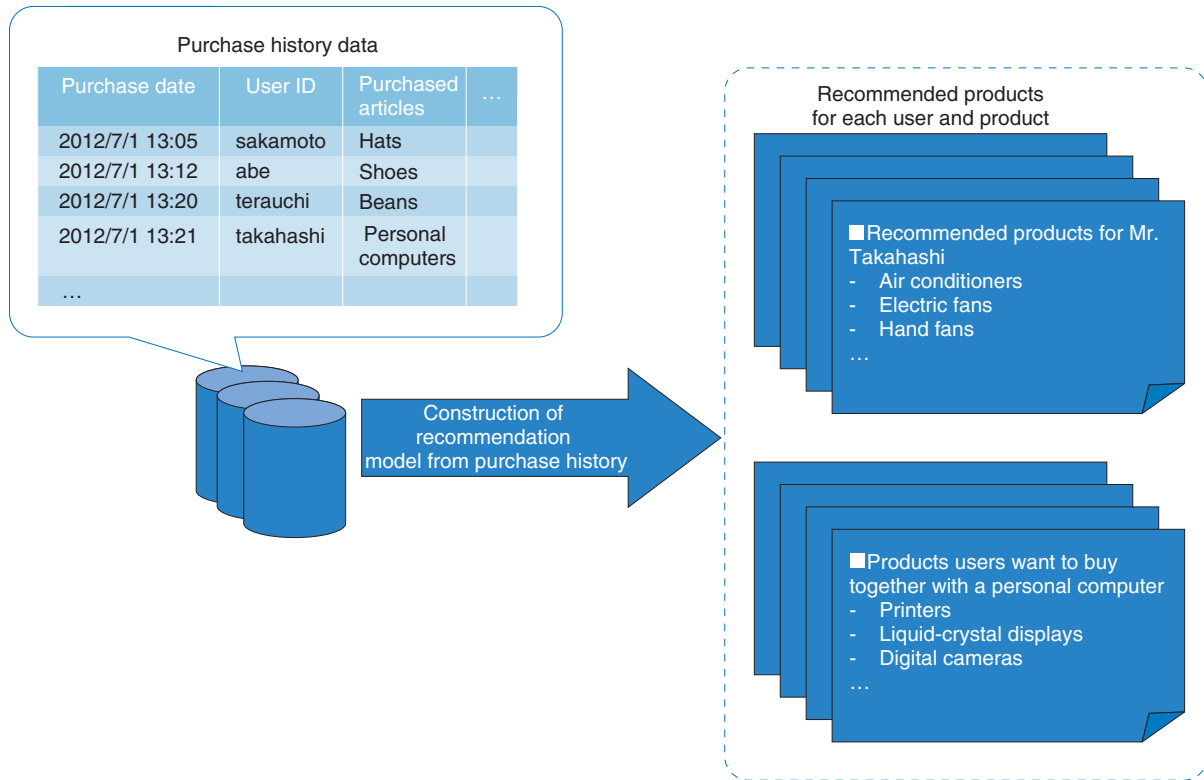 Purchase history data
Purchase date User ID Purchased articles …
2012/7/1 13:05 sakamoto Hats
2012/7/1 13:12 abe Shoes
2012/7/1 13:20 terauchi Beans
2012/7/1 13:21 takahashi Personal computers
…
Construction of
recommendation
model from purchase history
Recommended products
for each user and product
■Recommended products for Mr.
Takahashi
- Air conditioners
- Electric fans
- Hand fans
…
■Products users want to buy
together with a personal computer
- Printers
- Liquid-crystal displays
- Digital cameras
…